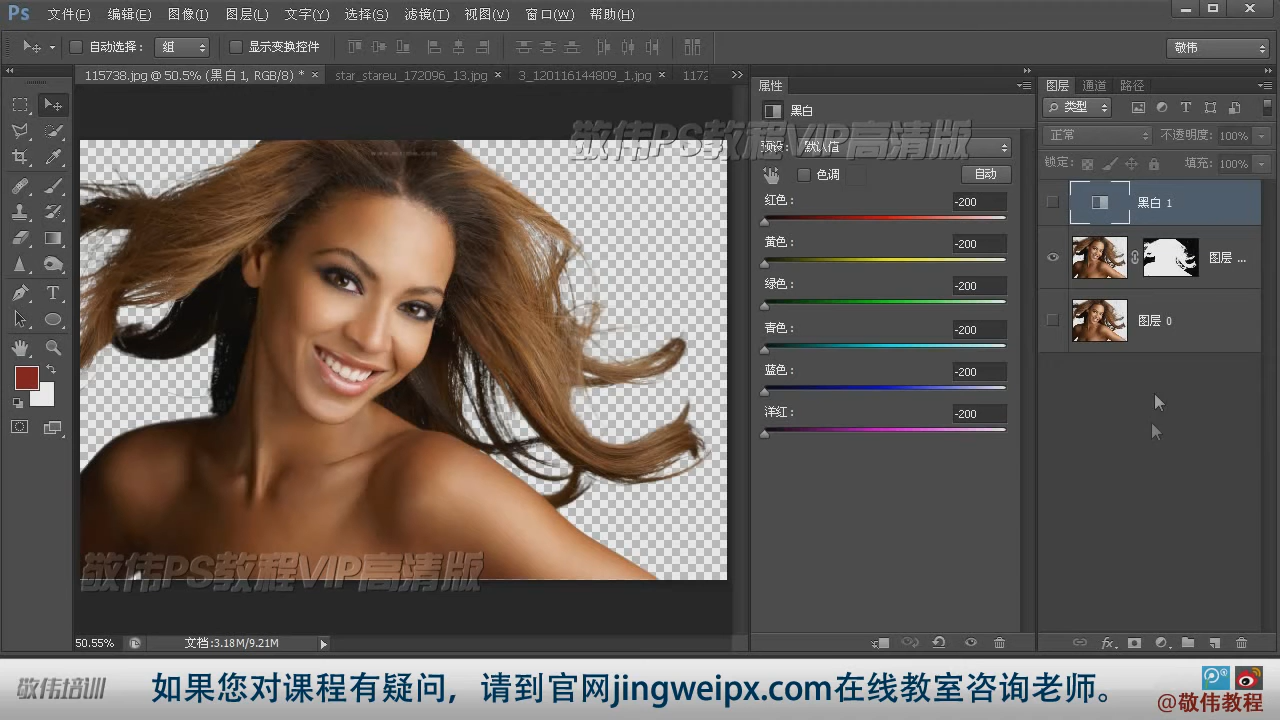 Ps 文件(F) 编辑(E) 图像(I) 图层(L) 文字(Y) 选择(S) 滤镜(T) 视图(V) 窗口(W) 帮助(H)
自动选择： 组 显示变换控件 敬伟
115738.jpg @ 50.5% (黑白 1, RGB/8) * × star_stareu_172096_13.jpg × 3_120116144809_1.jpg × 1172
属性
图层 通道 路径
黑白
类型
敬伟PS教程VIP高清版
预设： 默认值
正常 不透明度： 100%
色调 自动
锁定： 填充： 100%
红色： -200
黄色： -200
绿色： -200
青色： -200
蓝色： -200
洋红： -200
黑白 1
图层 ...
图层 0
T
敬伟PS教程VIP高清版
50.55% 文档:3.18M/9.21M
fx
敬伟培训
如果您对课程有疑问，请到官网jingweipx.com在线教室咨询老师。
@敬伟教程